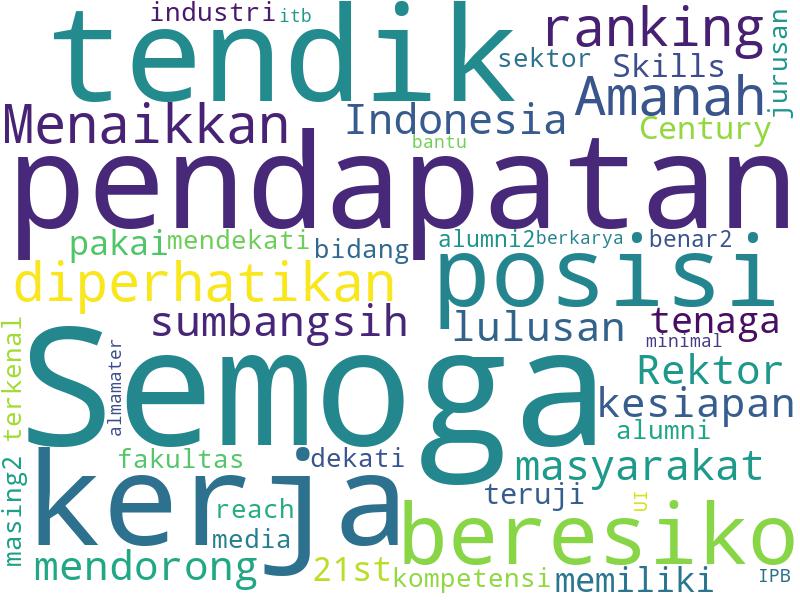 industri
itb
tendik
ranking
jurusan
sektor
Skills
Amanah
Menaikkan
Indonesia
Century
bantu
pendapatan
pakai
mendekati
bidang
alumni2
berkarya
benar2
diperhatikan
posisi
sumbangsih
lulusan
tenaga
minimal
terkenal
almamater
Semoga
Rektor
kesiapan
alumni
fakultas
dekati
masyarakat
masing2
kerja
reach
media
teruji
UI
beresiko
mendorong
21st
kompetensi
memiliki
IPB